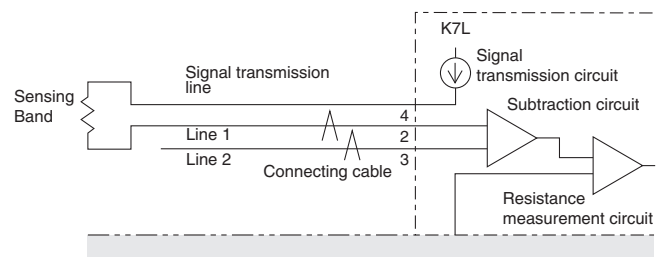 K7L
Signal
transmission circuit
Signal transmission
line
Sensing
Band
4
Subtraction circuit
Line 1
2
Line 2
3
Connecting cable
Resistance
measurement circuit